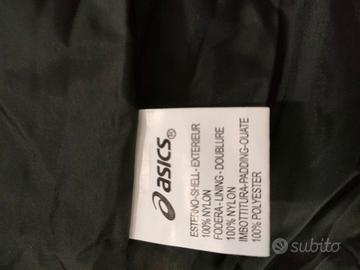 asics®
ESTERNO-SHELL-EXTERIEUR
100% NYLON
FODERA-LINING-DOUBLURE
100% NYLON
IMBOTTITURA-PADDING-OUATE
100% POLYESTER
subito